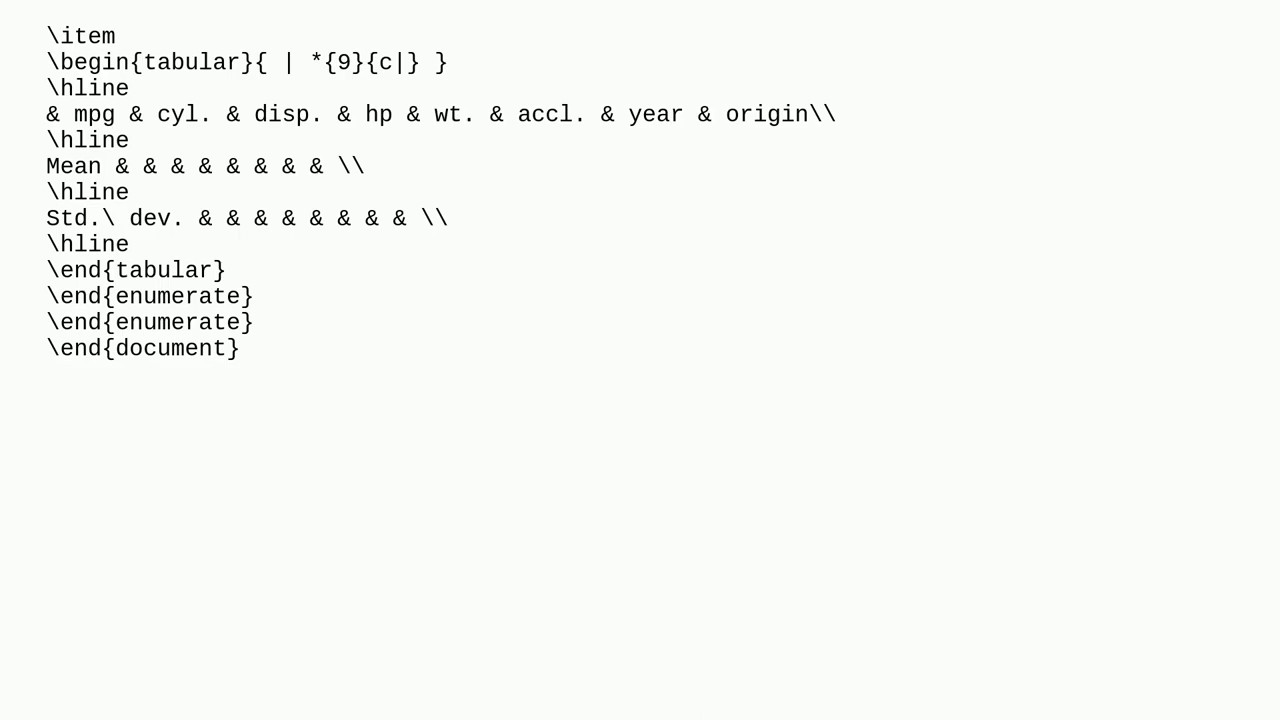 \item
\begin{tabular}{ | *{9}{c|} }
\hline
& mpg & cyl. & disp. & hp & wt. & accl. & year & origin\\
\hline
Mean & & & & & & & & \\
\hline
Std.\ dev. & & & & & & & & \\
\hline
\end{tabular}
\end{enumerate}
\end{enumerate}
\end{document}